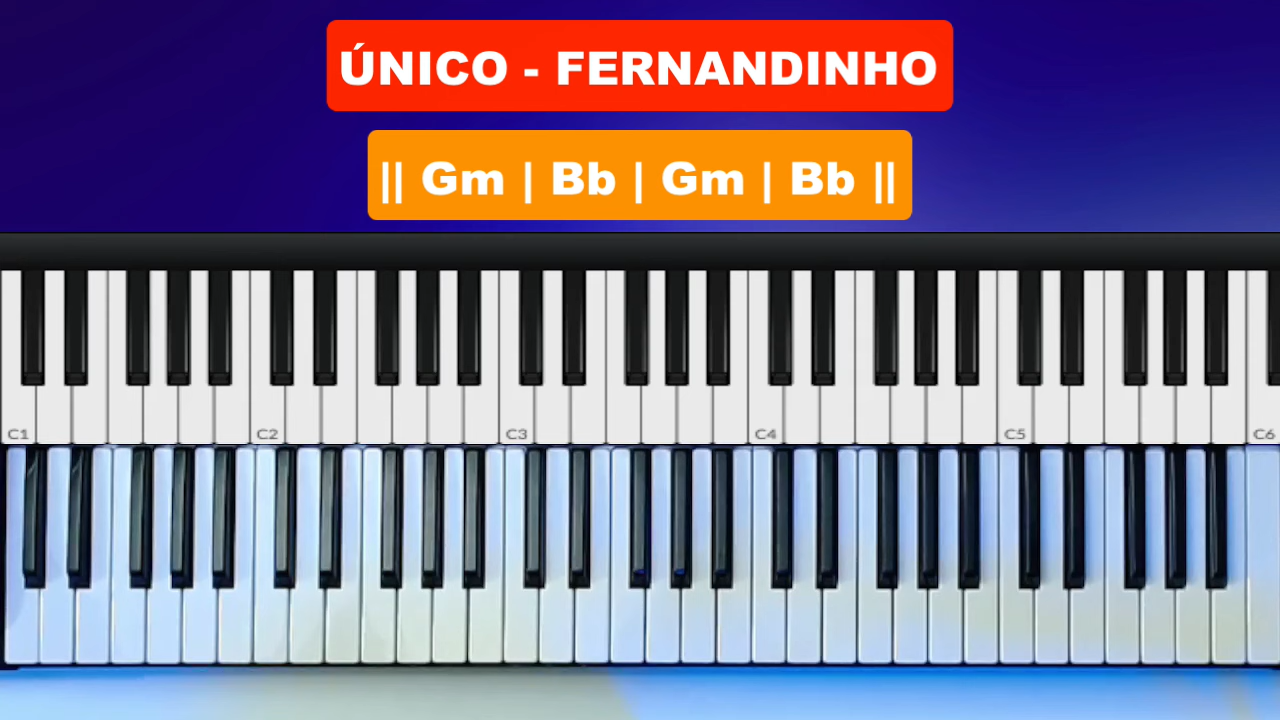 ÚNICO - FERNANDINHO
|| Gm | Bb | Gm | Bb ||
C1 C2 C3 C4 C5 C6